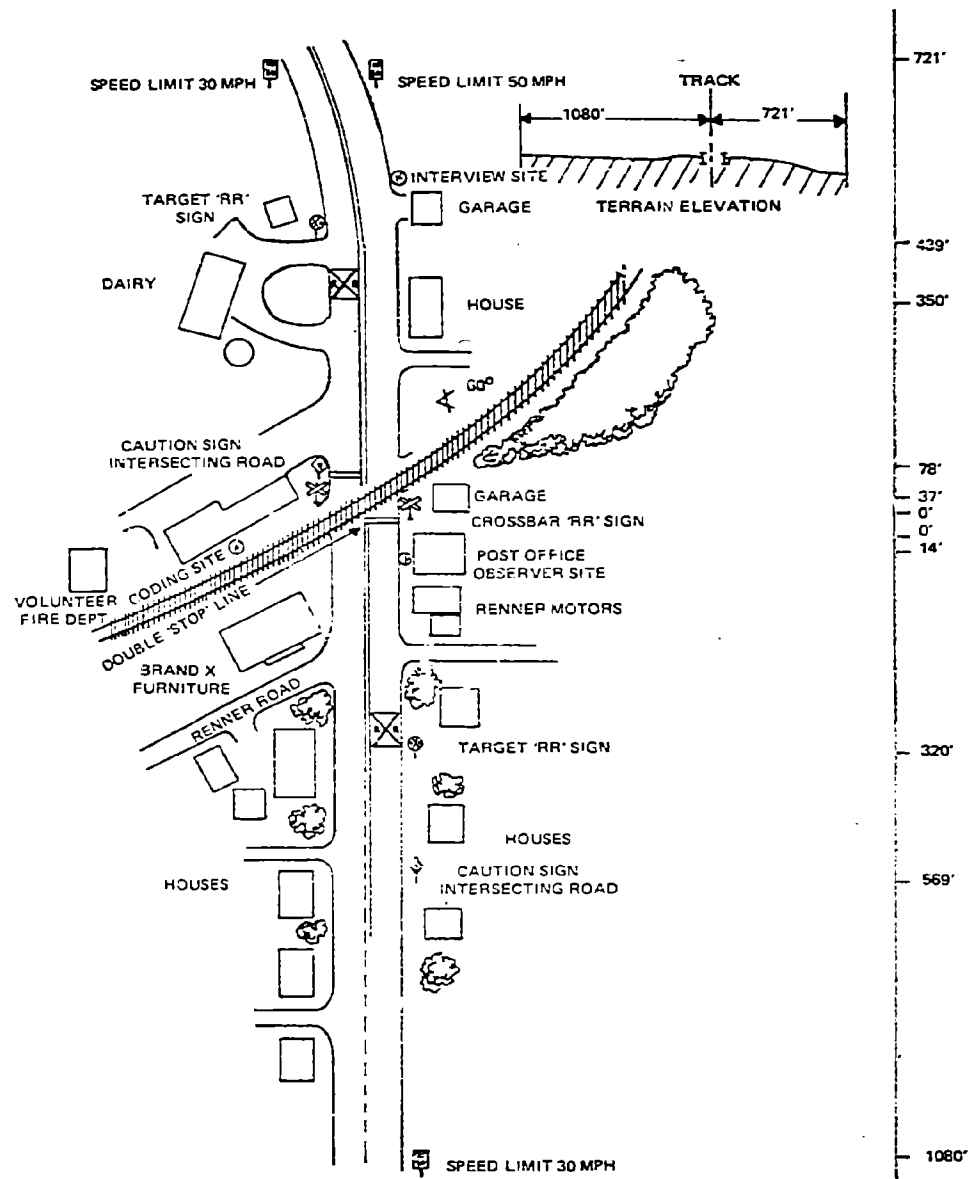 721'
SPEED LIMIT 30 MPH
SPEED LIMIT 50 MPH
TRACK
1080'
721'
TERRAIN ELEVATION
INTERVIEW SITE
TARGET 'RR'
SIGN
GARAGE
439'
DAIRY
HOUSE
350'
60°
CAUTION SIGN
INTERSECTING ROAD
78'
GARAGE
37'
CROSSBAR 'RR' SIGN
0'
0'
14'
CODING SITE
POST OFFICE
OBSERVER SITE
VOLUNTEER
FIRE DEPT
DOUBLE 'STOP' LINE
RENNER MOTORS
BRAND X
FURNITURE
RENNER ROAD
TARGET 'RR' SIGN
320'
HOUSES
CAUTION SIGN
INTERSECTING ROAD
569'
HOUSES
SPEED LIMIT 30 MPH
1080'